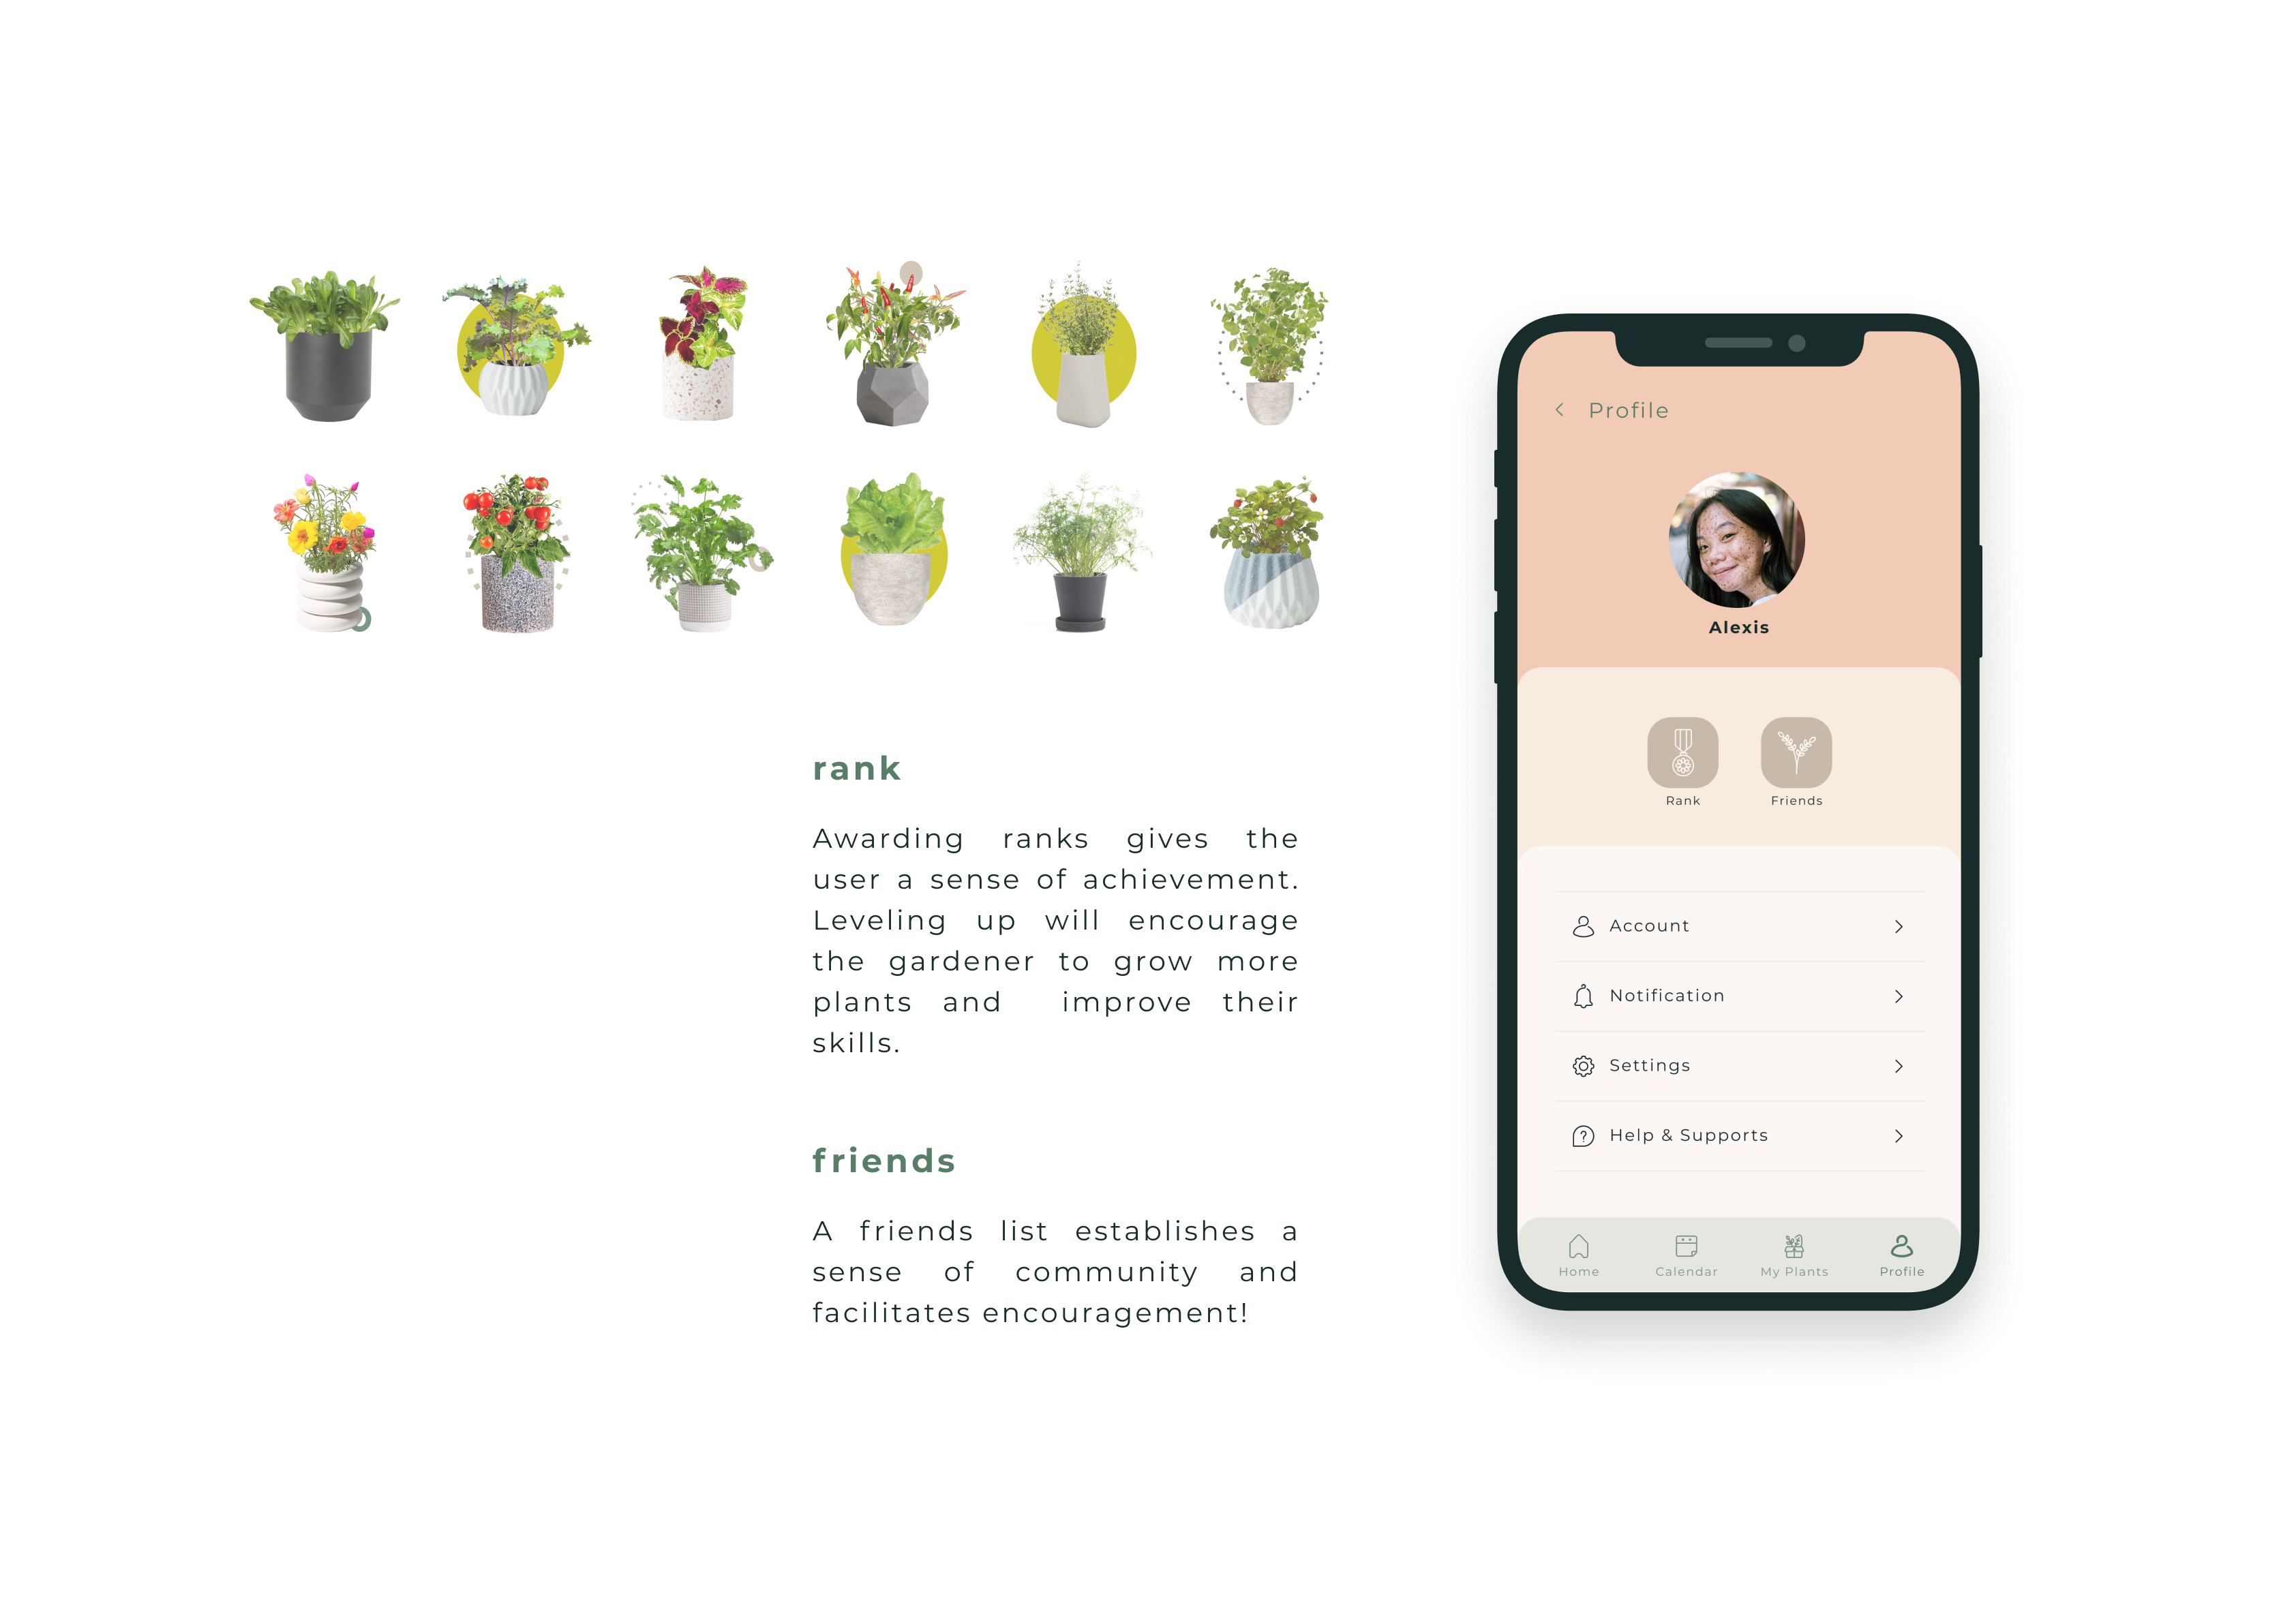 rank
Awarding ranks gives the
user a sense of achievement.
Leveling up will encourage
the gardener to grow more
plants and improve their
skills.
friends
A friends list establishes a
sense of community and
facilitates encouragement!
Profile
Alexis
Rank Friends
Account
Notification
Settings
Help & Supports
Home Calendar My Plants Profile